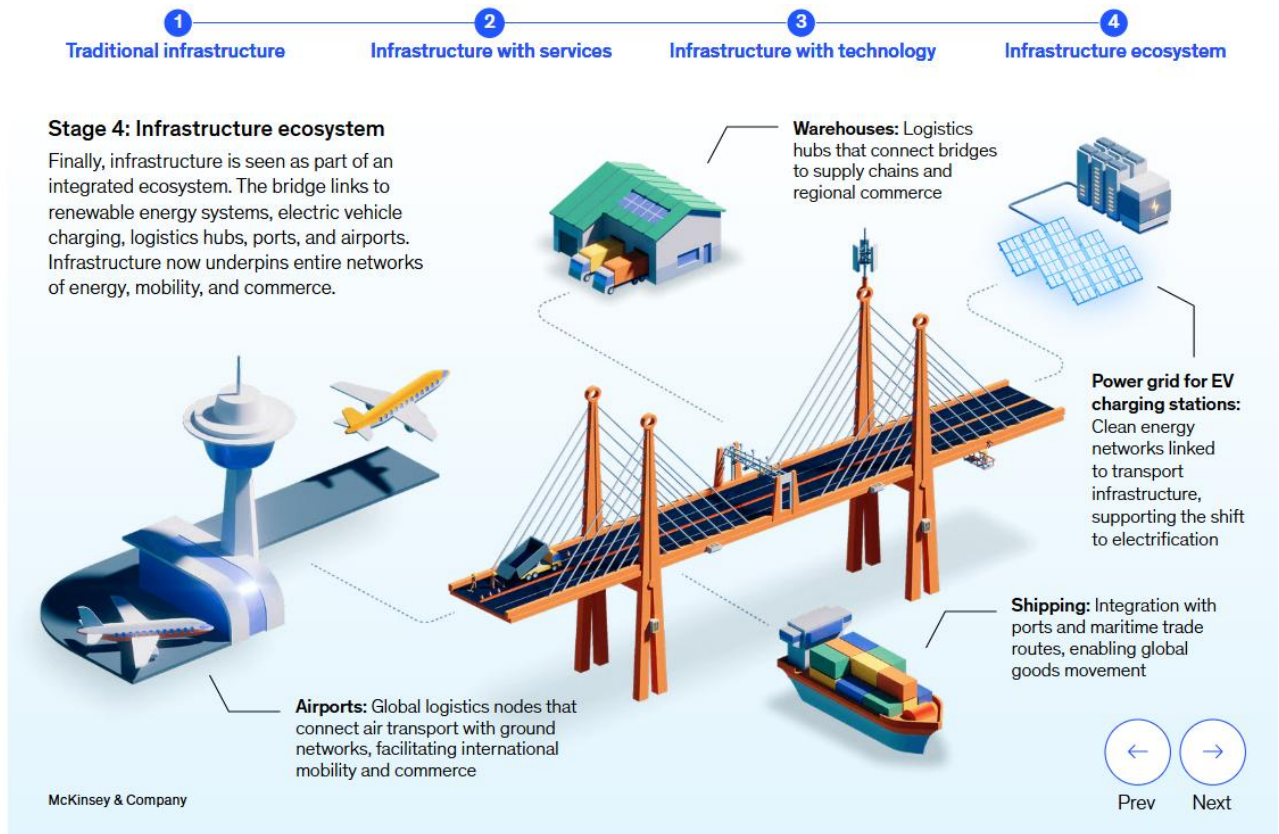 1
2
3
4
Traditional infrastructure
Infrastructure with services
Infrastructure with technology
Infrastructure ecosystem
Stage 4: Infrastructure ecosystem
Finally, infrastructure is seen as part of an
integrated ecosystem. The bridge links to
renewable energy systems, electric vehicle
charging, logistics hubs, ports, and airports.
Infrastructure now underpins entire networks
of energy, mobility, and commerce.
Warehouses: Logistics
hubs that connect bridges
to supply chains and
regional commerce
Power grid for EV
charging stations:
Clean energy
networks linked
to transport
infrastructure,
supporting the shift
to electrification
Shipping: Integration with
ports and maritime trade
routes, enabling global
goods movement
Airports: Global logistics nodes that
connect air transport with ground
networks, facilitating international
mobility and commerce
McKinsey & Company
Prev
Next